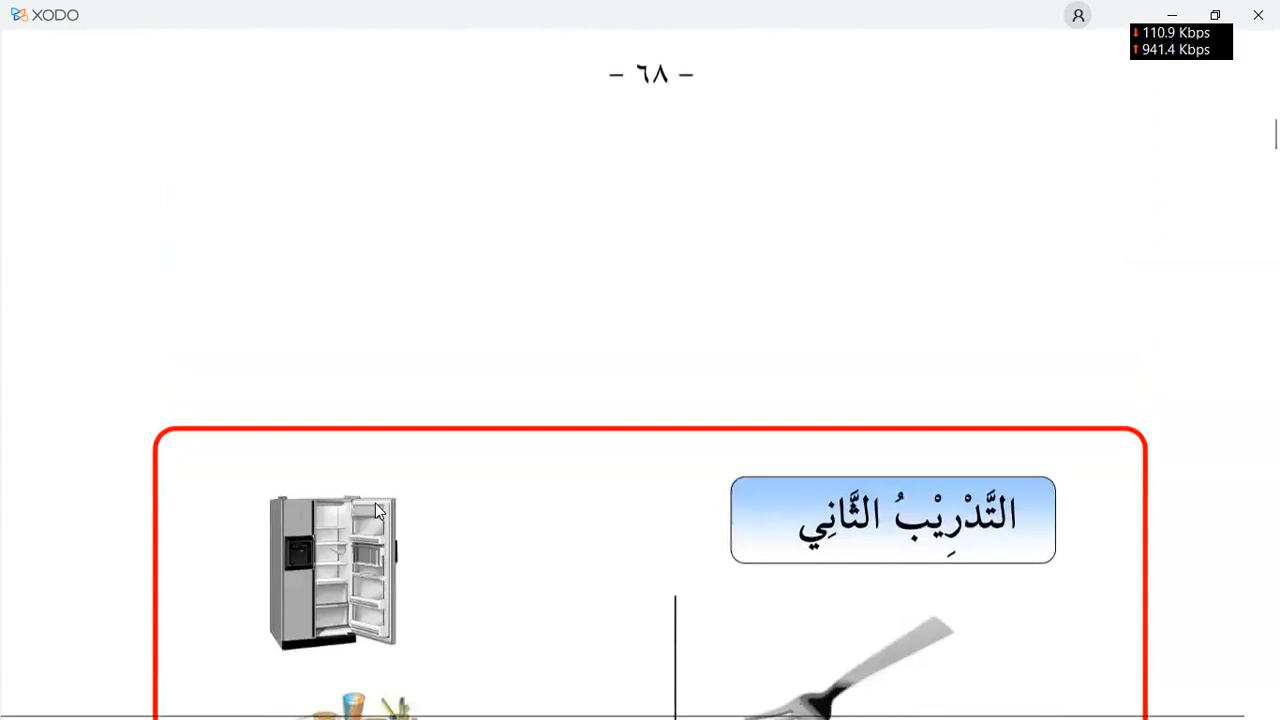 XODO
↓ 110.9 Kbps
↑ 941.4 Kbps
– ٦٨ –
التَّدْرِيْبُ الثَّانِي